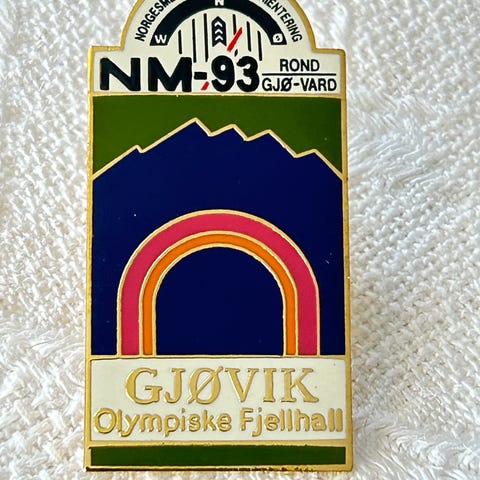 N
W Ø
NM-93
ROND
GJØ-VARD
GJØVIK
Olympiske Fjellhall